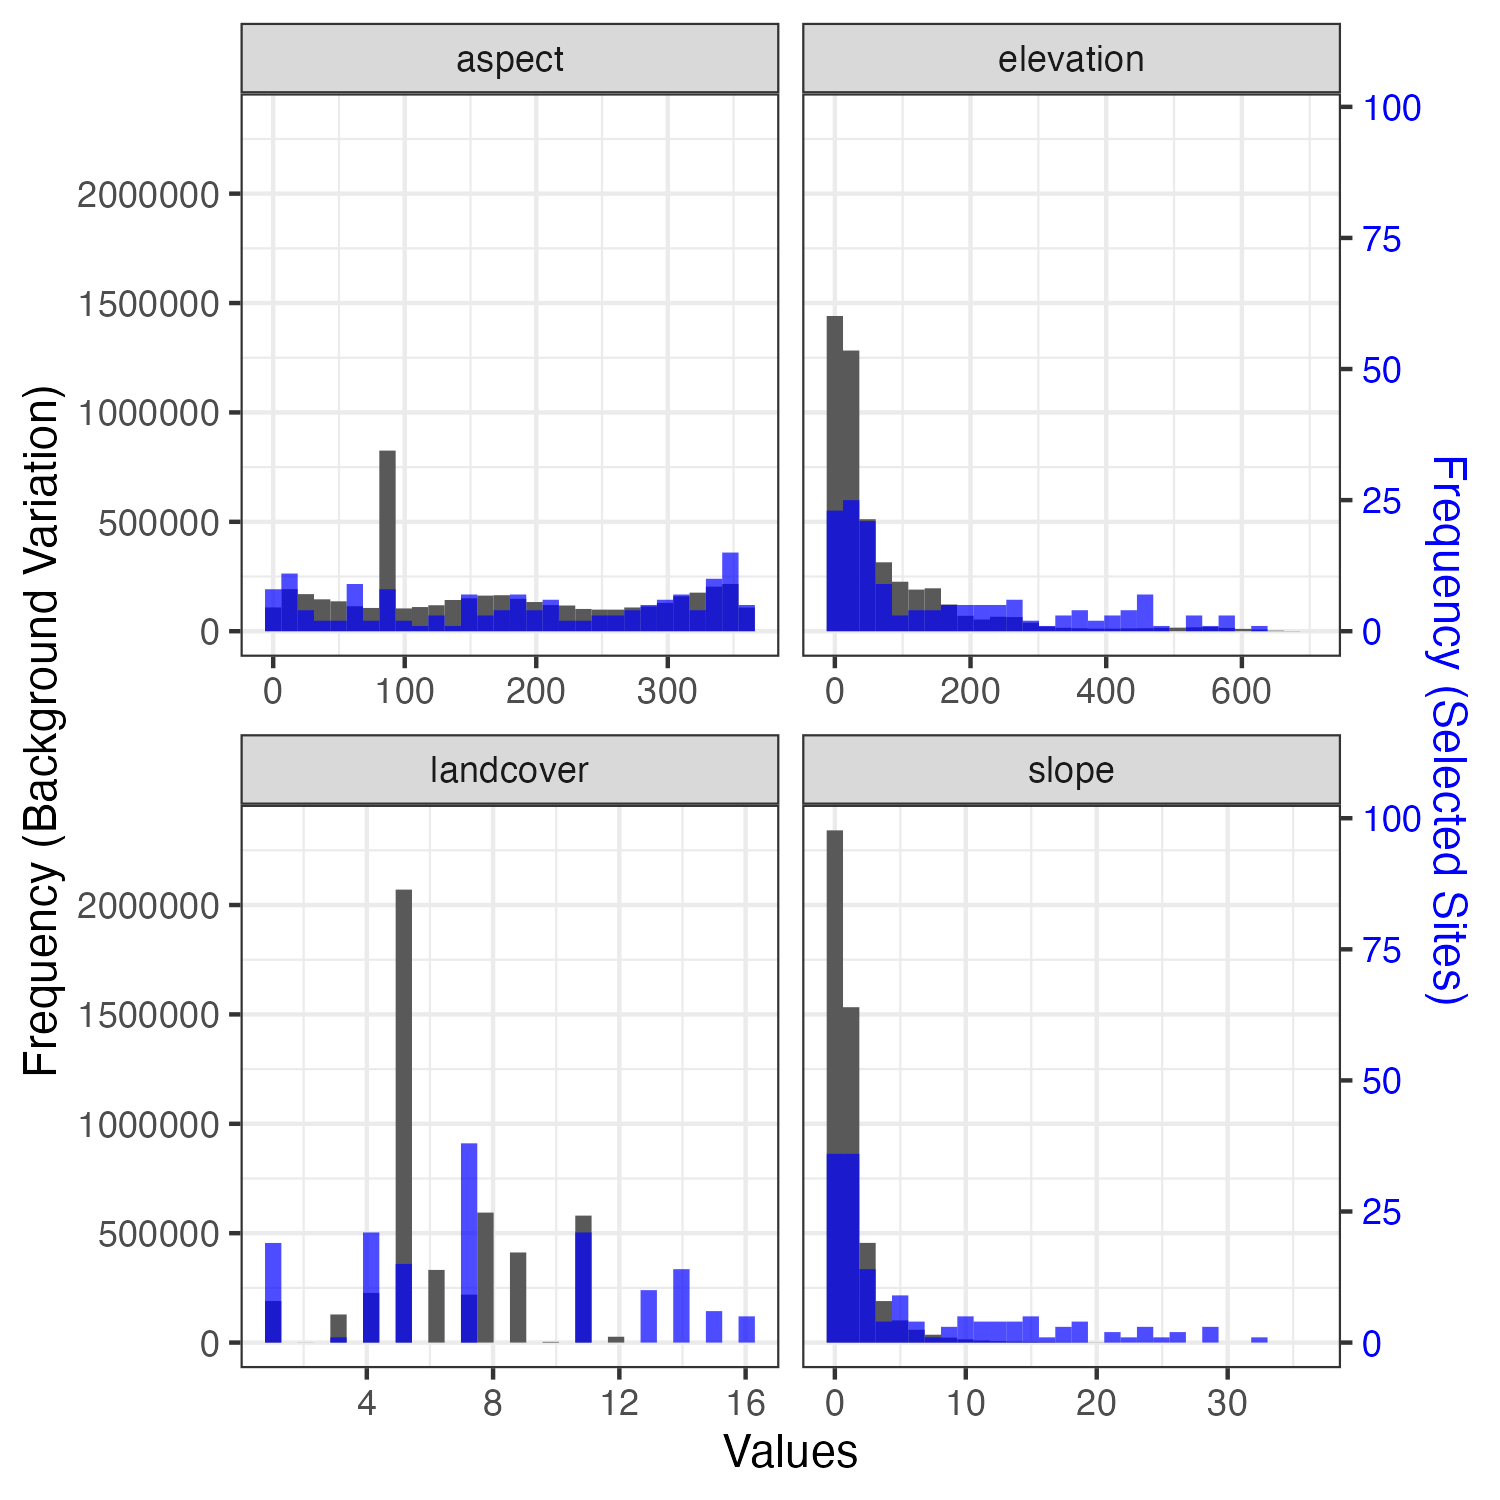 aspect
elevation
2000000
1500000
1000000
500000
0
100
75
50
25
0
0 100 200 300
0 200 400 600
landcover
slope
2000000
1500000
1000000
500000
0
100
75
50
25
0
4 8 12 16
0 10 20 30
Values
Frequency (Background Variation)
Frequency (Selected Sites)